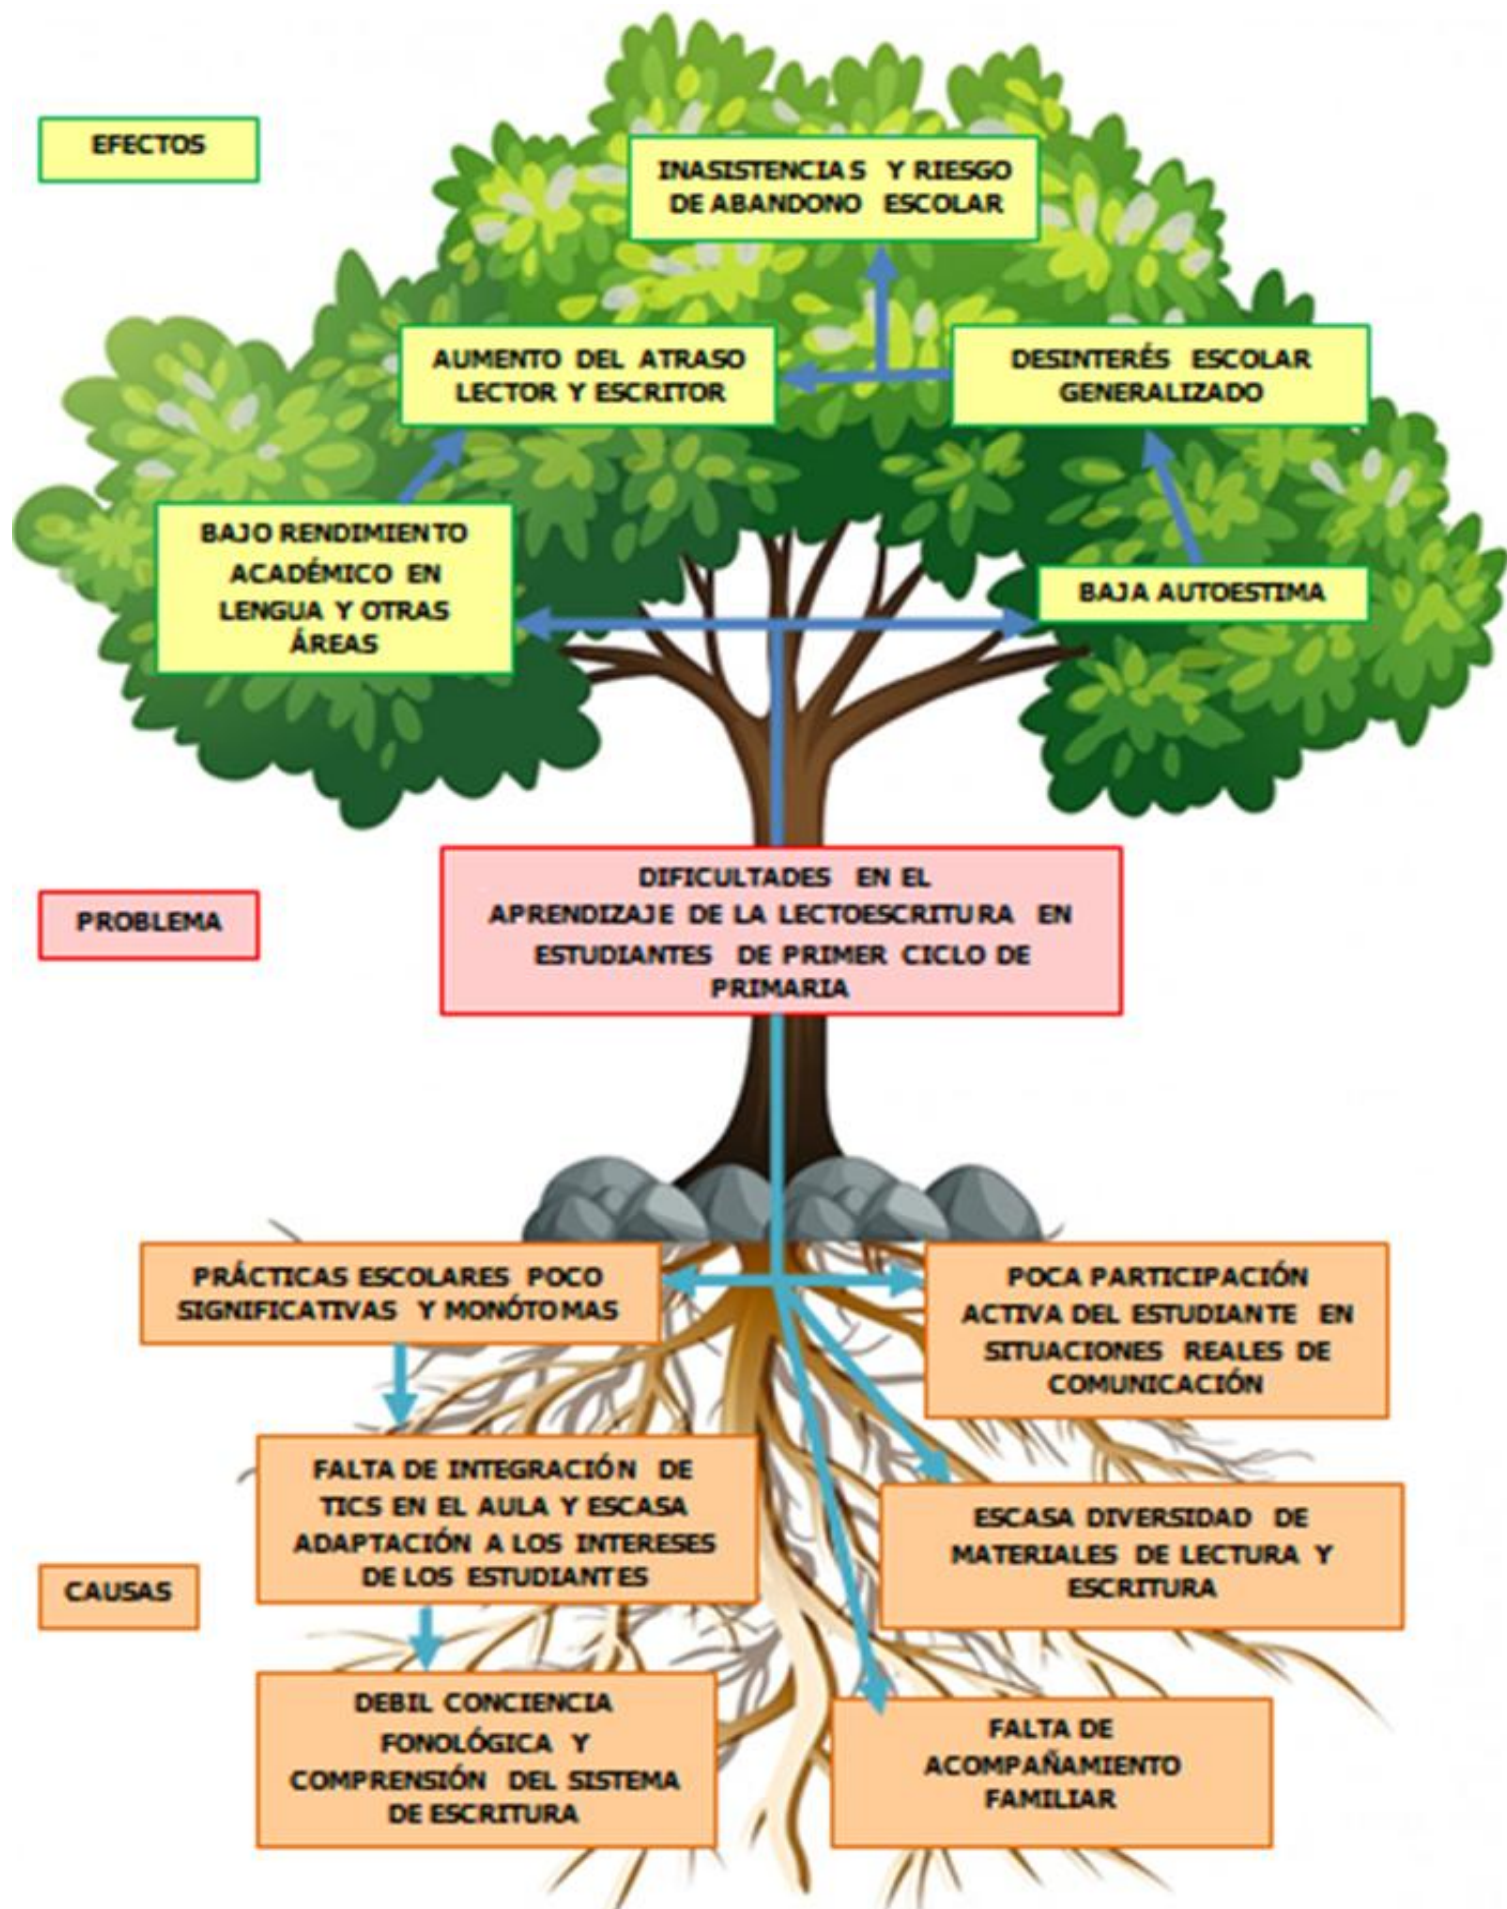 EFECTOS
INASISTENCIAS Y RIESGO
DE ABANDONO ESCOLAR
AUMENTO DEL ATRASO
LECTOR Y ESCRITOR
DESINTERÉS ESCOLAR
GENERALIZADO
BAJO RENDIMIENTO
ACADÉMICO EN
LENGUA Y OTRAS
ÁREAS
BAJA AUTOESTIMA
PROBLEMA
DIFICULTADES EN EL
APRENDIZAJE DE LA LECTOESCRITURA EN
ESTUDIANTES DE PRIMER CICLO DE
PRIMARIA
PRÁCTICAS ESCOLARES POCO
SIGNIFICATIVAS Y MONÓTOMAS
POCA PARTICIPACIÓN
ACTIVA DEL ESTUDIANTE EN
SITUACIONES REALES DE
COMUNICACIÓN
FALTA DE INTEGRACIÓN DE
TICS EN EL AULA Y ESCASA
ADAPTACIÓN A LOS INTERESES
DE LOS ESTUDIANTES
ESCASA DIVERSIDAD DE
MATERIALES DE LECTURA Y
ESCRITURA
CAUSAS
DEBIL CONCIENCIA
FONOLÓGICA Y
COMPRENSIÓN DEL SISTEMA
DE ESCRITURA
FALTA DE
ACOMPAÑAMIENTO
FAMILIAR